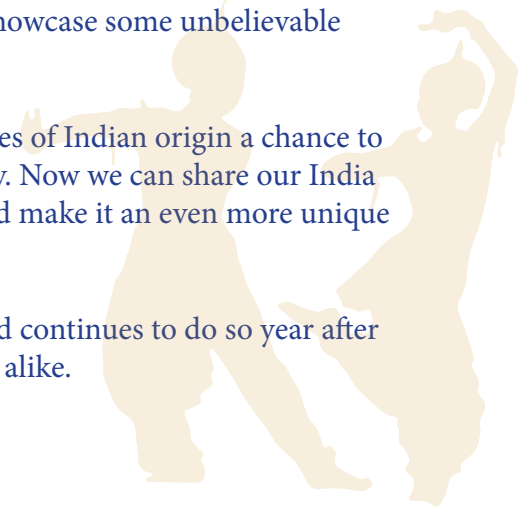 howcase some unbelievable
es of Indian origin a chance to
. Now we can share our India
d make it an even more unique
d continues to do so year after
alike.